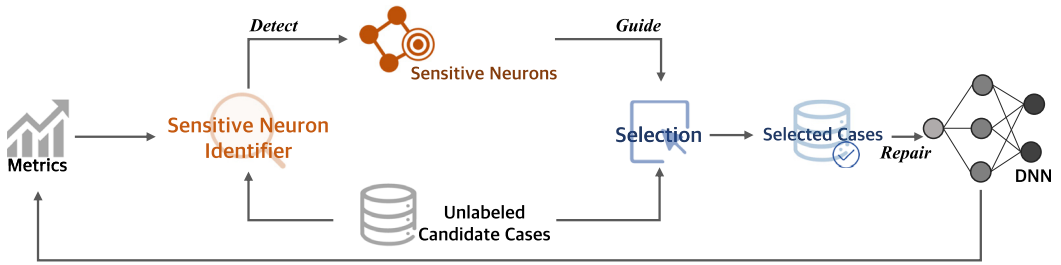 Detect
Guide
Sensitive Neurons
Metrics
Sensitive Neuron
Identifier
Selection
Selected Cases
Repair
DNN
Unlabeled
Candidate Cases